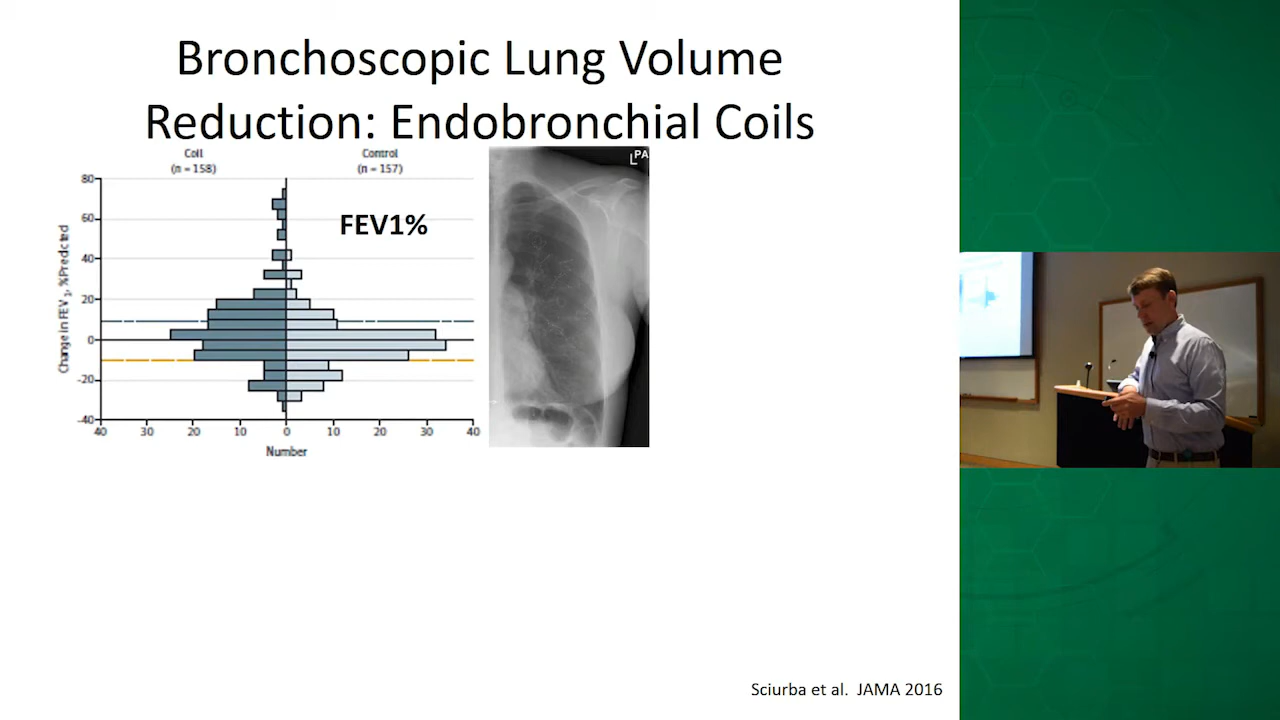 Bronchoscopic Lung Volume
Reduction: Endobronchial Coils
Coil
(n = 158)
Control
(n = 157)
FEV1%
Change in FEV1, % Predicted
80
60
40
20
0
-20
-40
40 30 20 10 0 10 20 30 40
Number
L PA
Sciurba et al. JAMA 2016